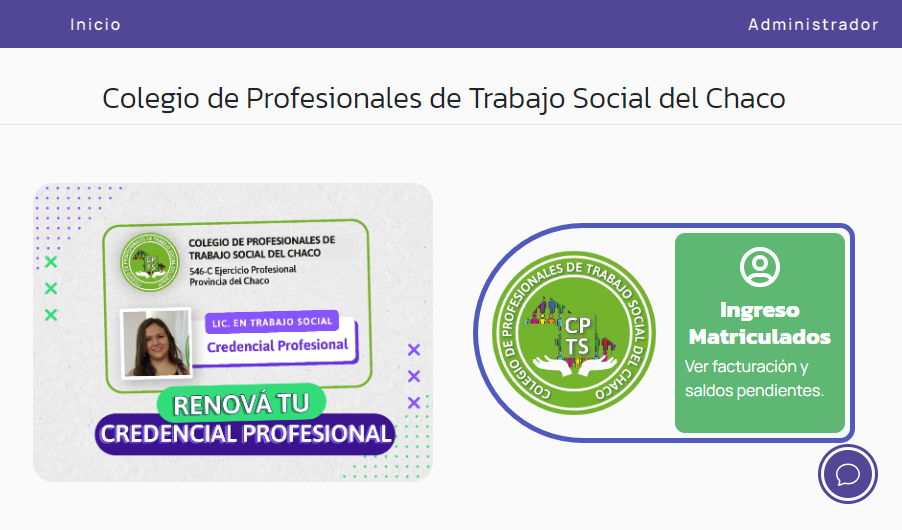 Inicio
Administrador
Colegio de Profesionales de Trabajo Social del Chaco
COLEGIO DE PROFESIONALES DE
TRABAJO SOCIAL DEL CHACO
546-C Ejercicio Profesional
Provincia del Chaco
CP
TS
LIC. EN TRABAJO SOCIAL
Credencial Profesional
RENOVÁ TU
CREDENCIAL PROFESIONAL
COLEGIO DE PROFESIONALES DE TRABAJO SOCIAL DEL CHACO
CP
TS
Ingreso
Matriculados
Ver facturación y
saldos pendientes.